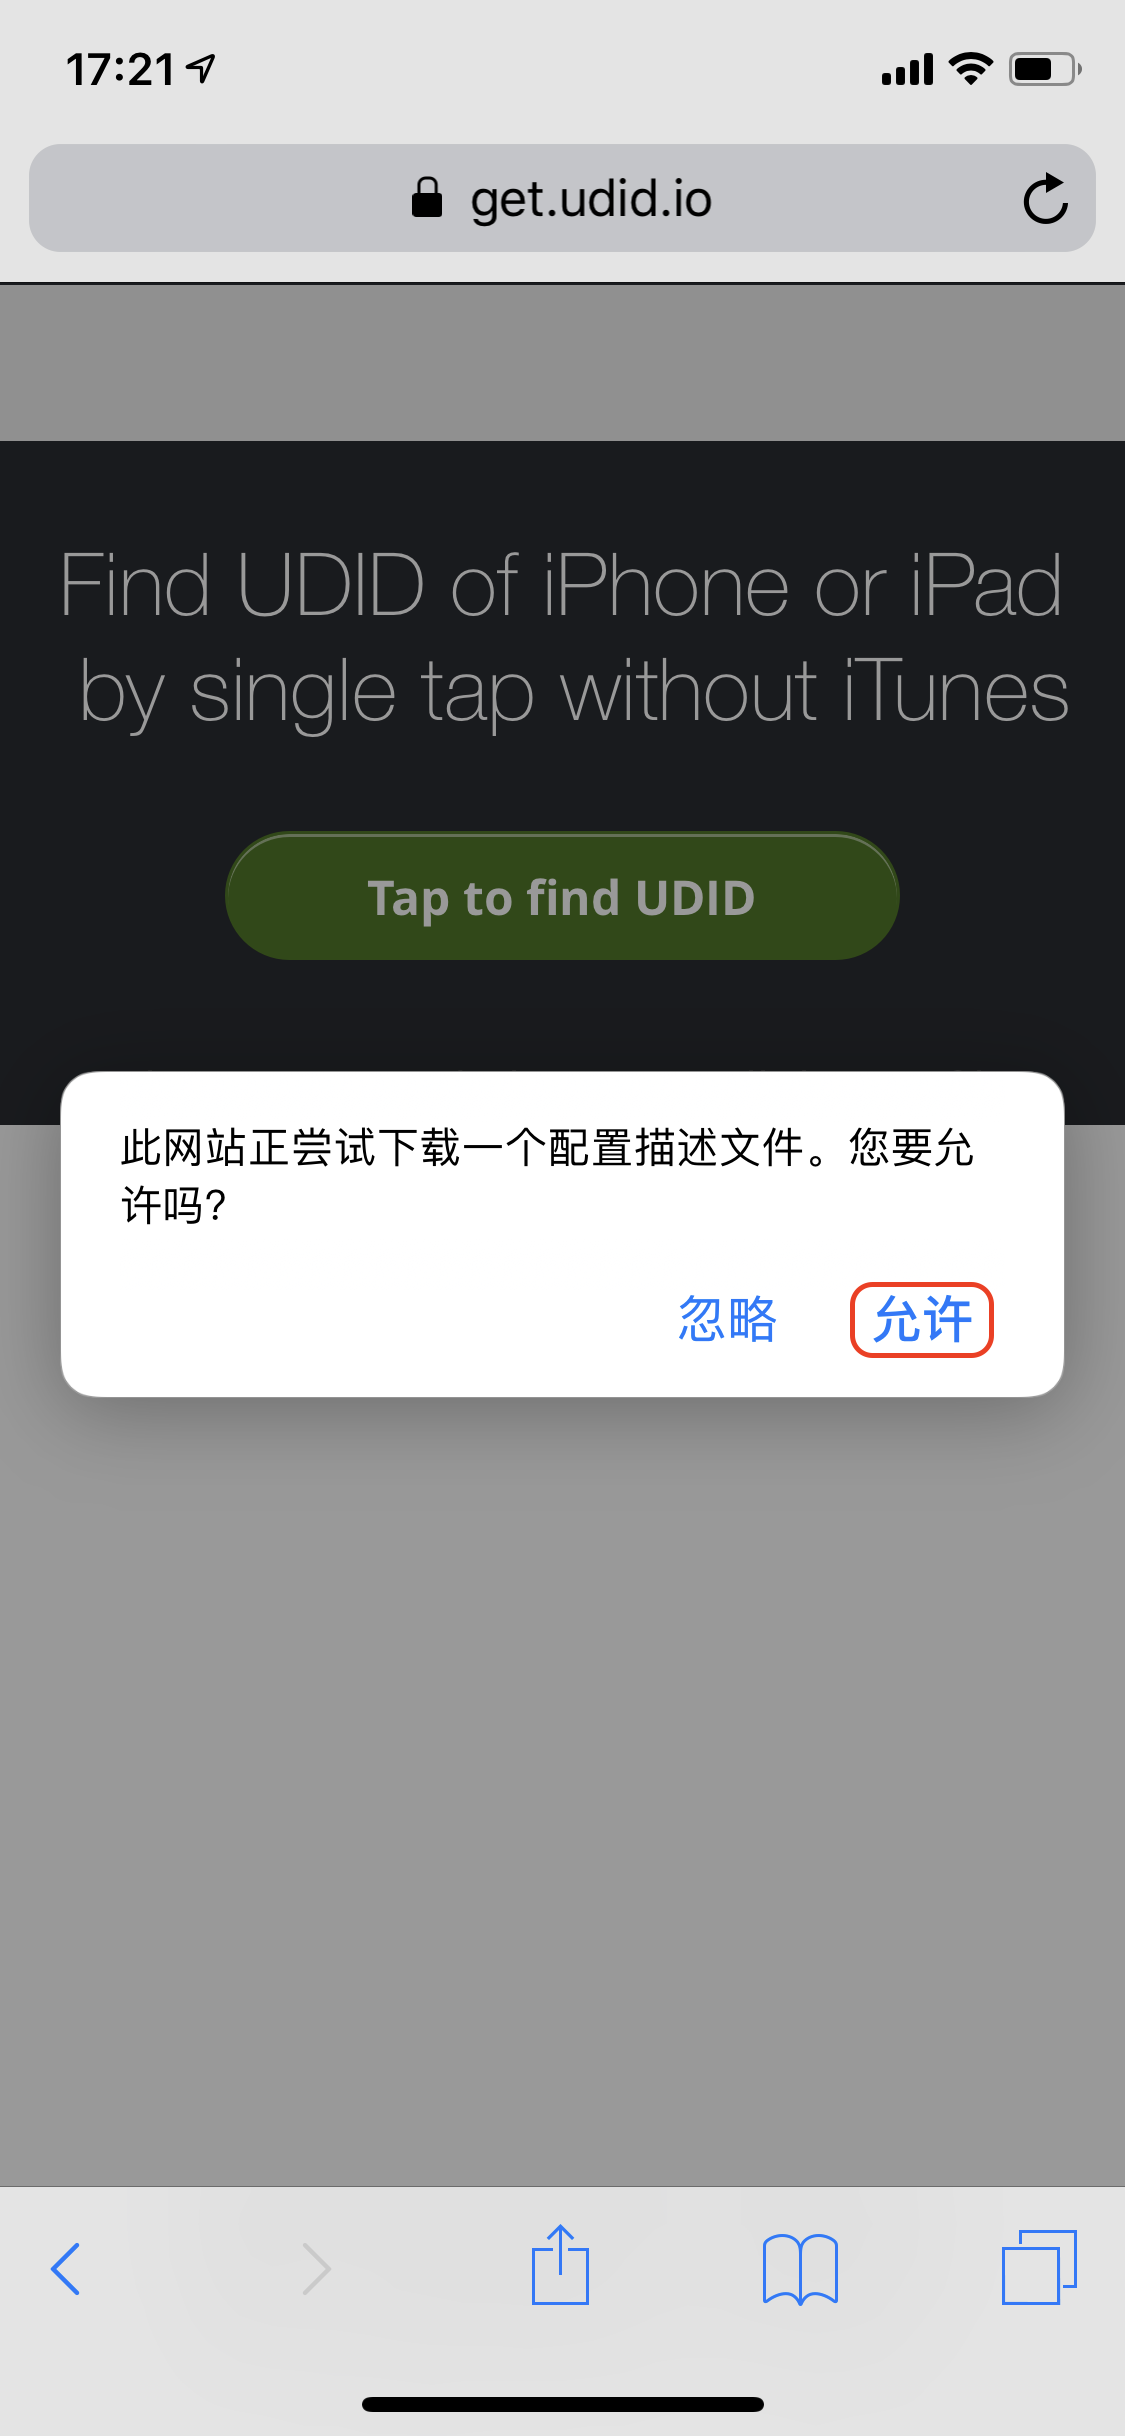 17:21
get.udid.io
Find UDID of iPhone or iPad
by single tap without iTunes
Tap to find UDID
此网站正尝试下载一个配置描述文件。您要允
许吗?
忽略
允许